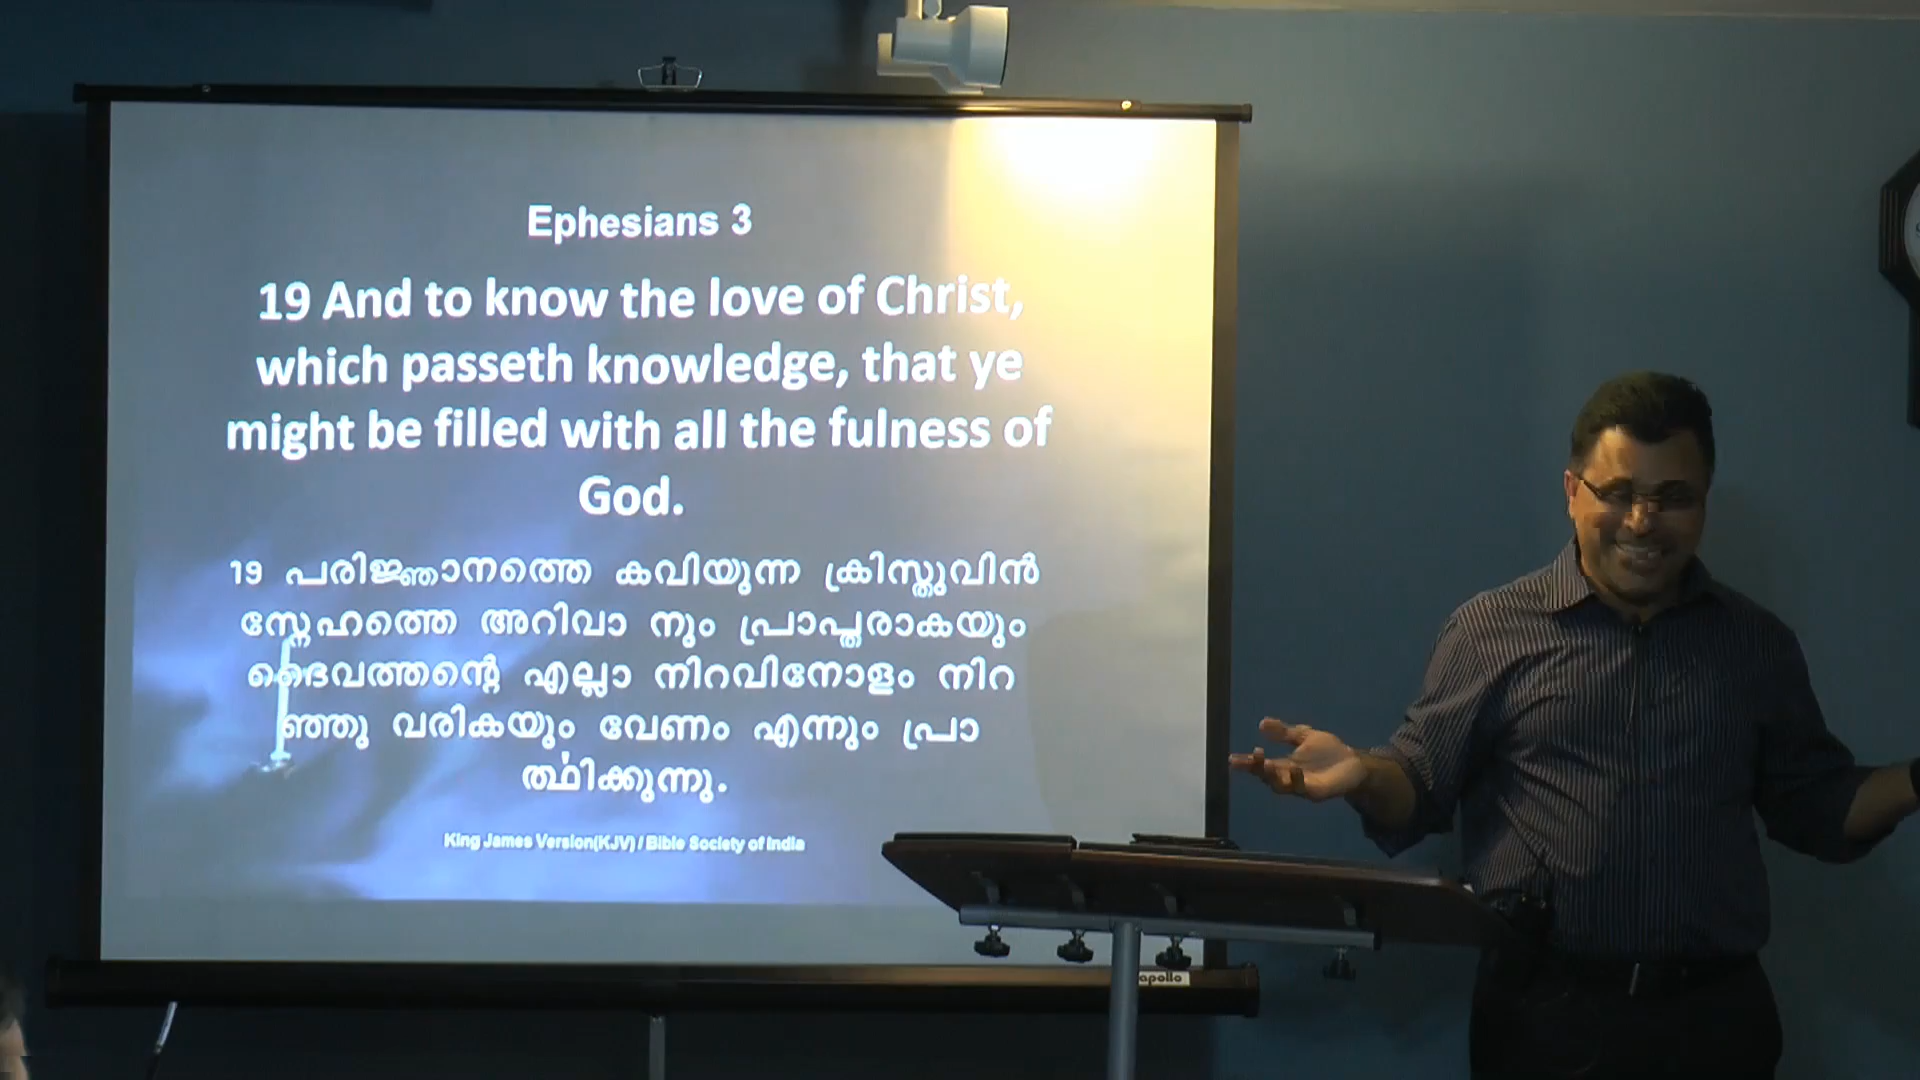 Ephesians 3
19 And to know the love of Christ,
which passeth knowledge, that ye
might be filled with all the fulness of
God.
19 പരിജ്ഞാനത്തെ കവിയുന്ന ക്രിസ്തുവിൻ
സ്നേഹത്തെ അറിവാ നും പ്രാപ്തരാകയും
ദൈവത്തന്റെ എല്ലാ നിറവിനോളം നിറ
ഞ്ഞു വരികയും വേണം എന്നും പ്രാ
ർത്ഥിക്കുന്നു.
King James Version(KJV) / Bible Society of India
apollo